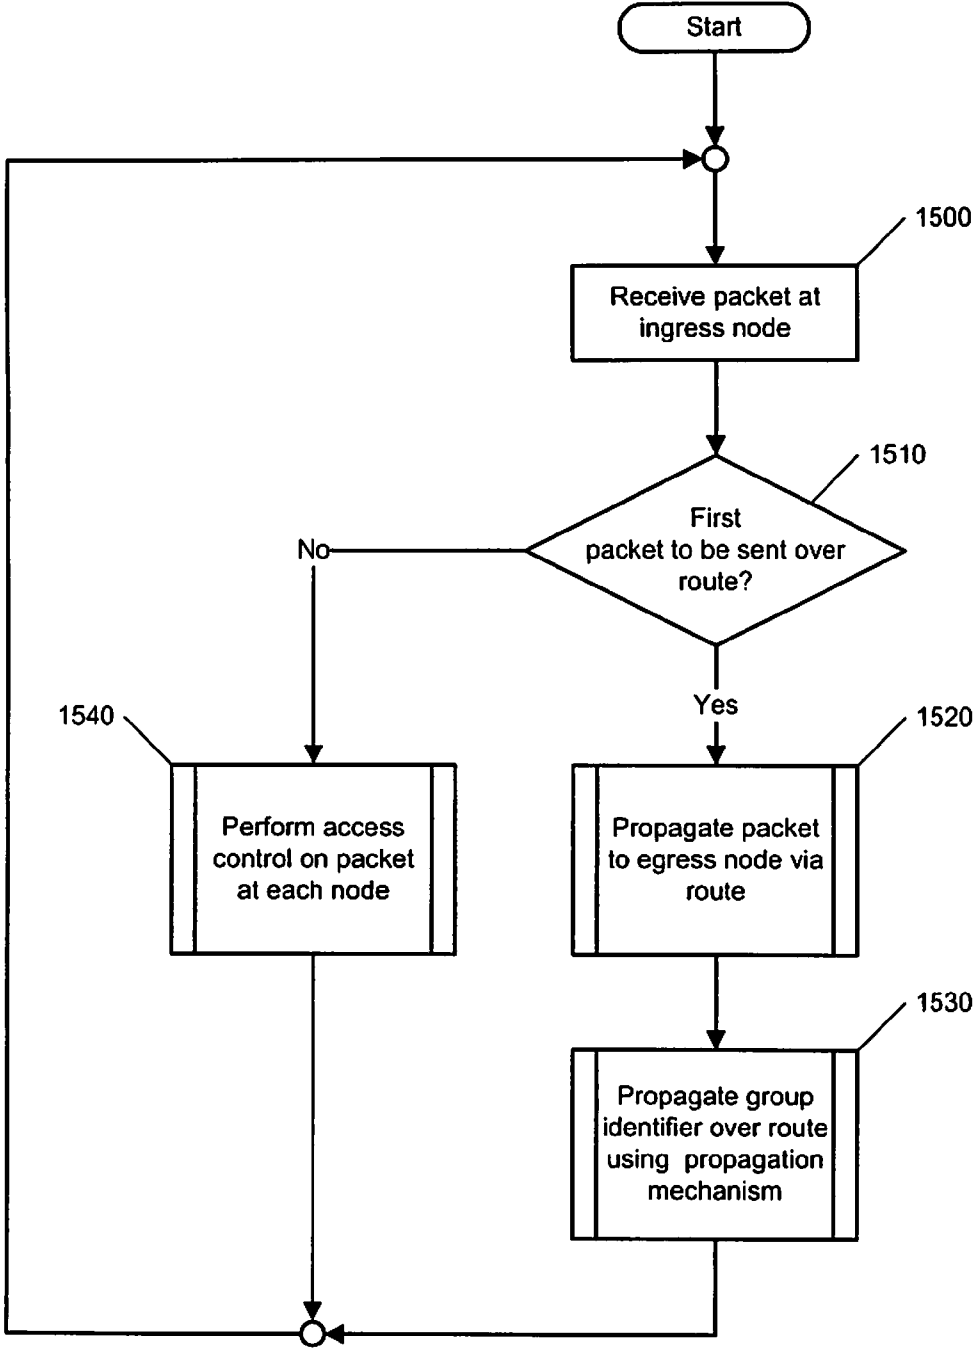 Start
1500
Receive packet at
ingress node
1510
First
packet to be sent over
route?
No
Yes
1540
1520
Perform access
control on packet
at each node
Propagate packet
to egress node via
route
1530
Propagate group
identifier over route
using propagation
mechanism